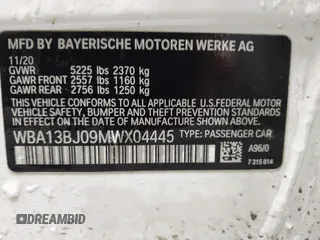 MFD BY BAYERISCHE MOTOREN WERKE AG
11/20
GVWR 5225 lbs 2370 kg
GAWR FRONT 2557 lbs 1160 kg
GAWR REAR 2756 lbs 1250 kg
THIS VEHICLE CONFORMS TO ALL APPLICABLE
U.S. FEDERAL MOTOR VEHICLE SAFETY,
BUMPER, AND THEFT PREVENTION
STANDARDS IN EFFECT ON THE DATE OF
MANUFACTURE SHOWN ABOVE.
WBA13BJ09MWX04445 TYPE: PASSENGER CAR
A96/0
7 315 814
DEALER CLUB